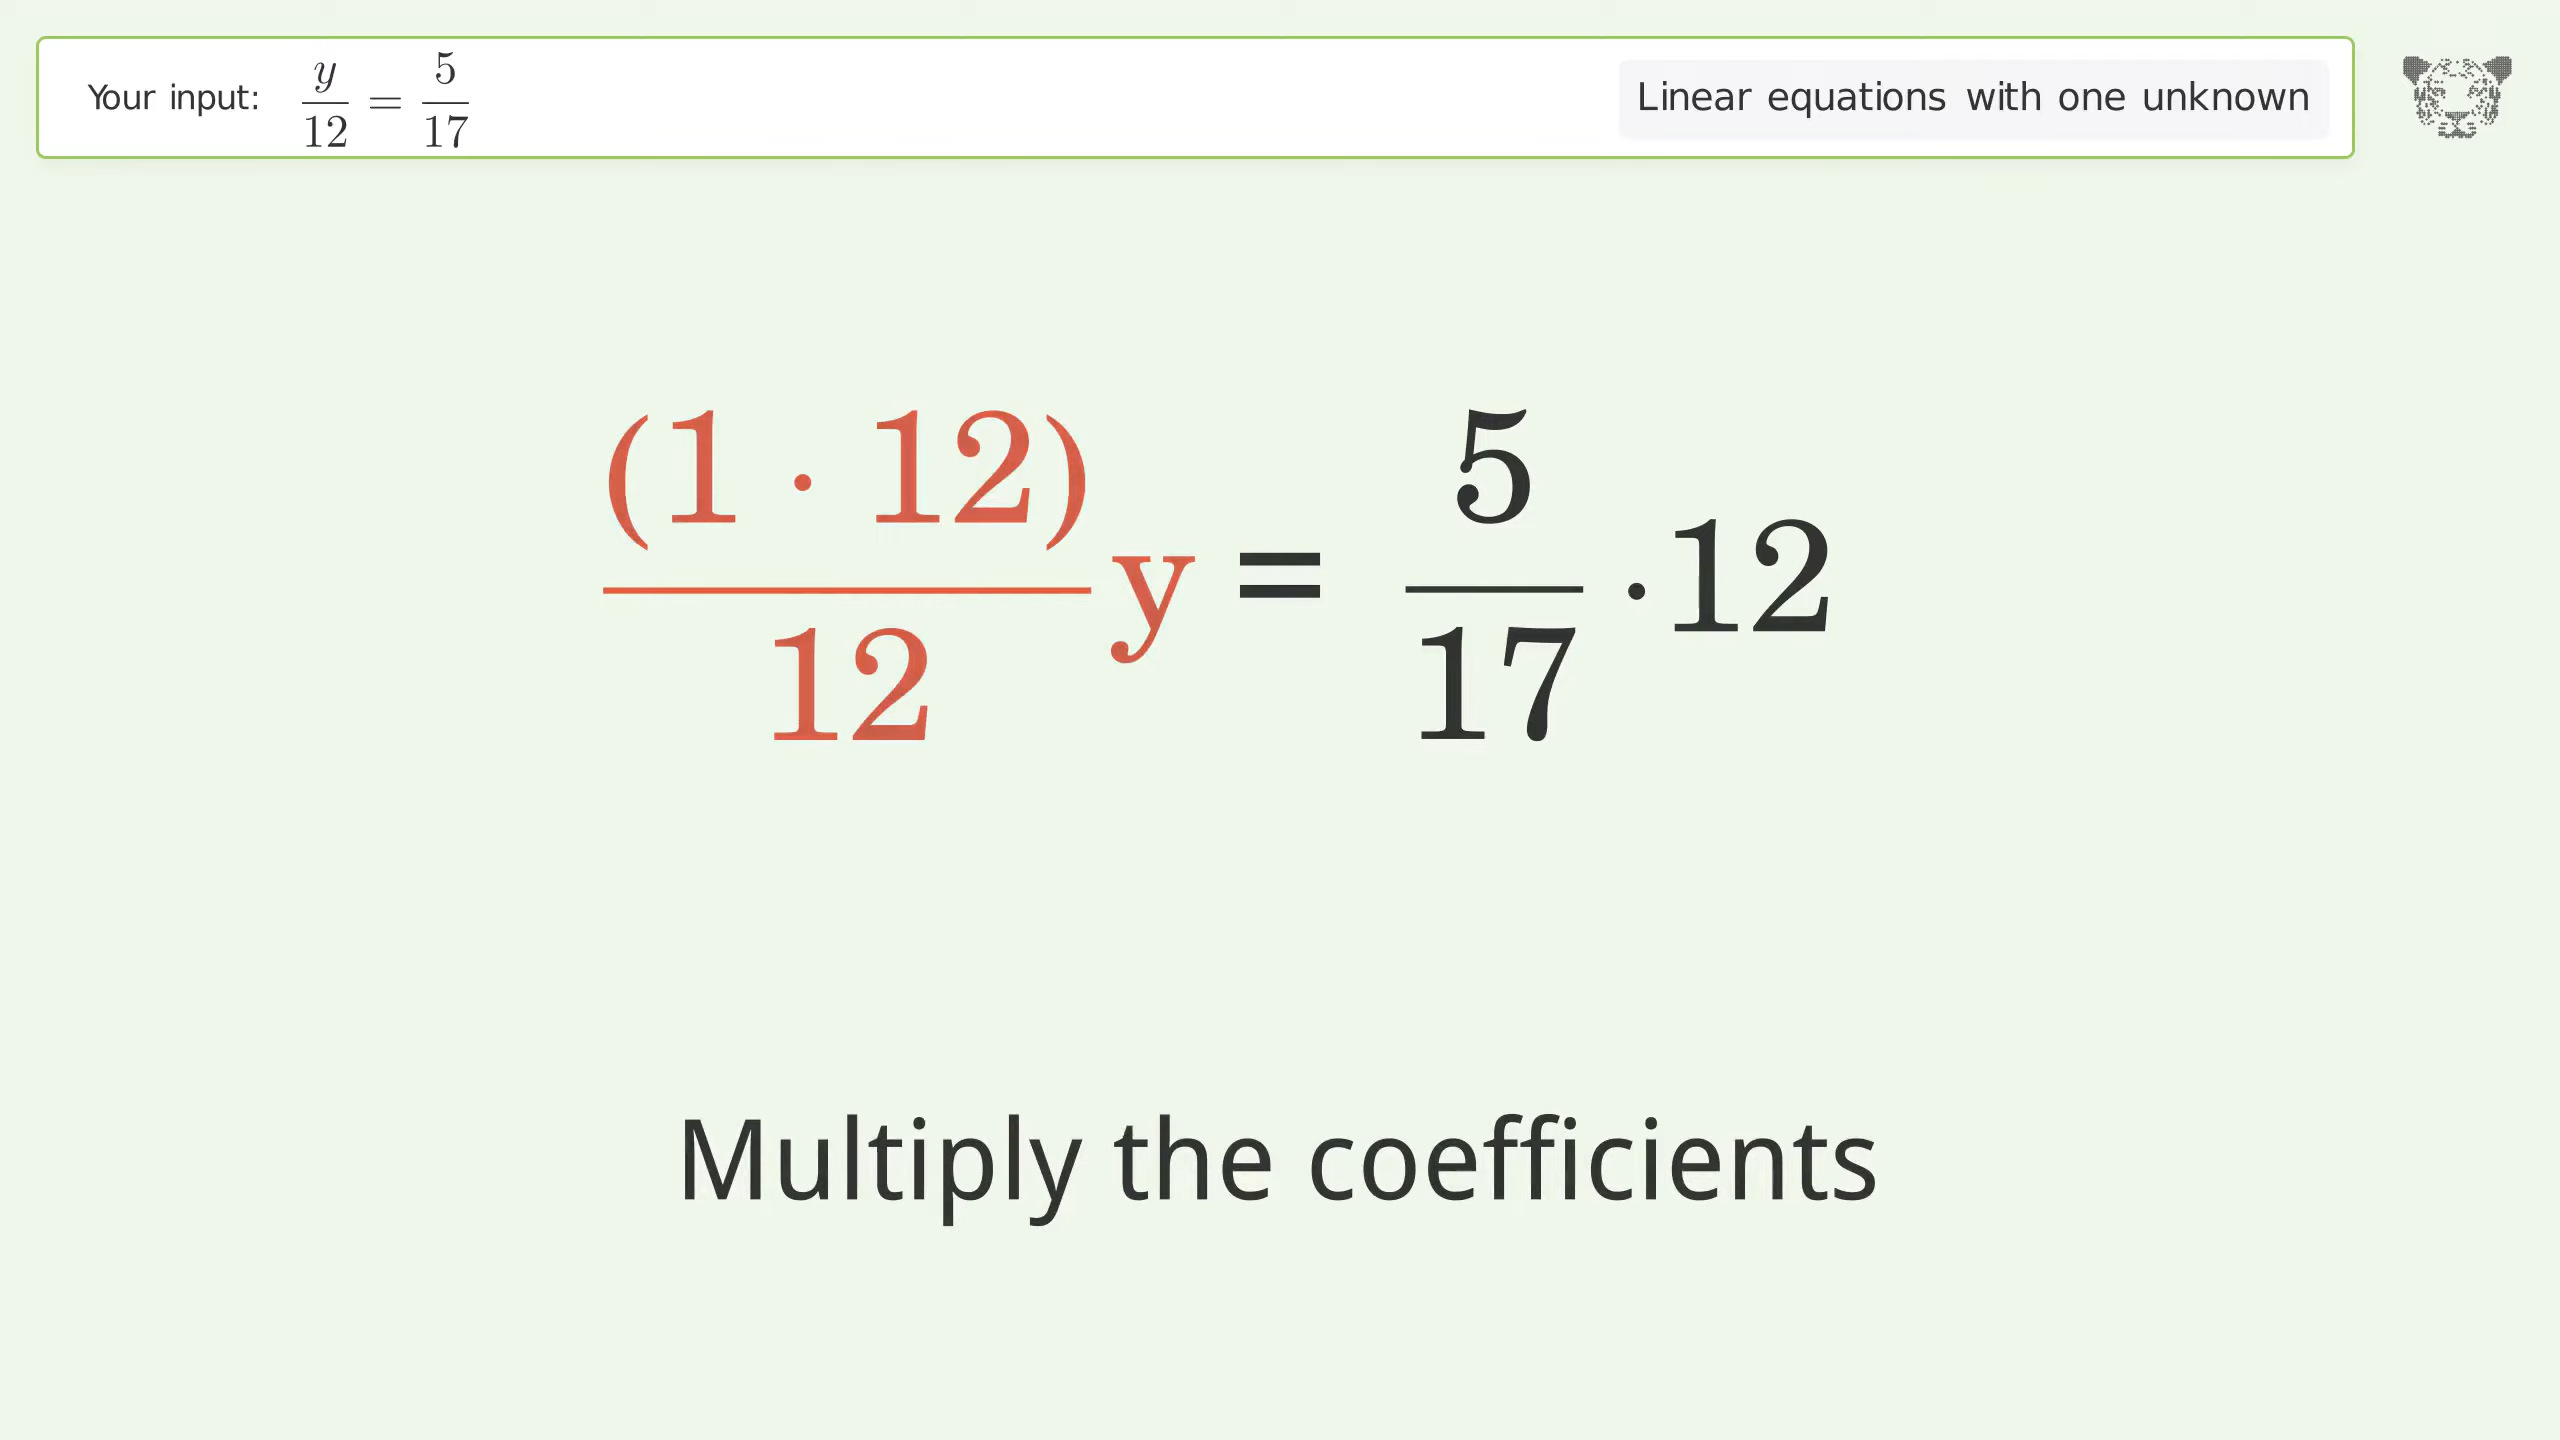 Your input: y/12 = 5/17
Linear equations with one unknown
(1 · 12)/12 y = 5/17 · 12
Multiply the coefficients